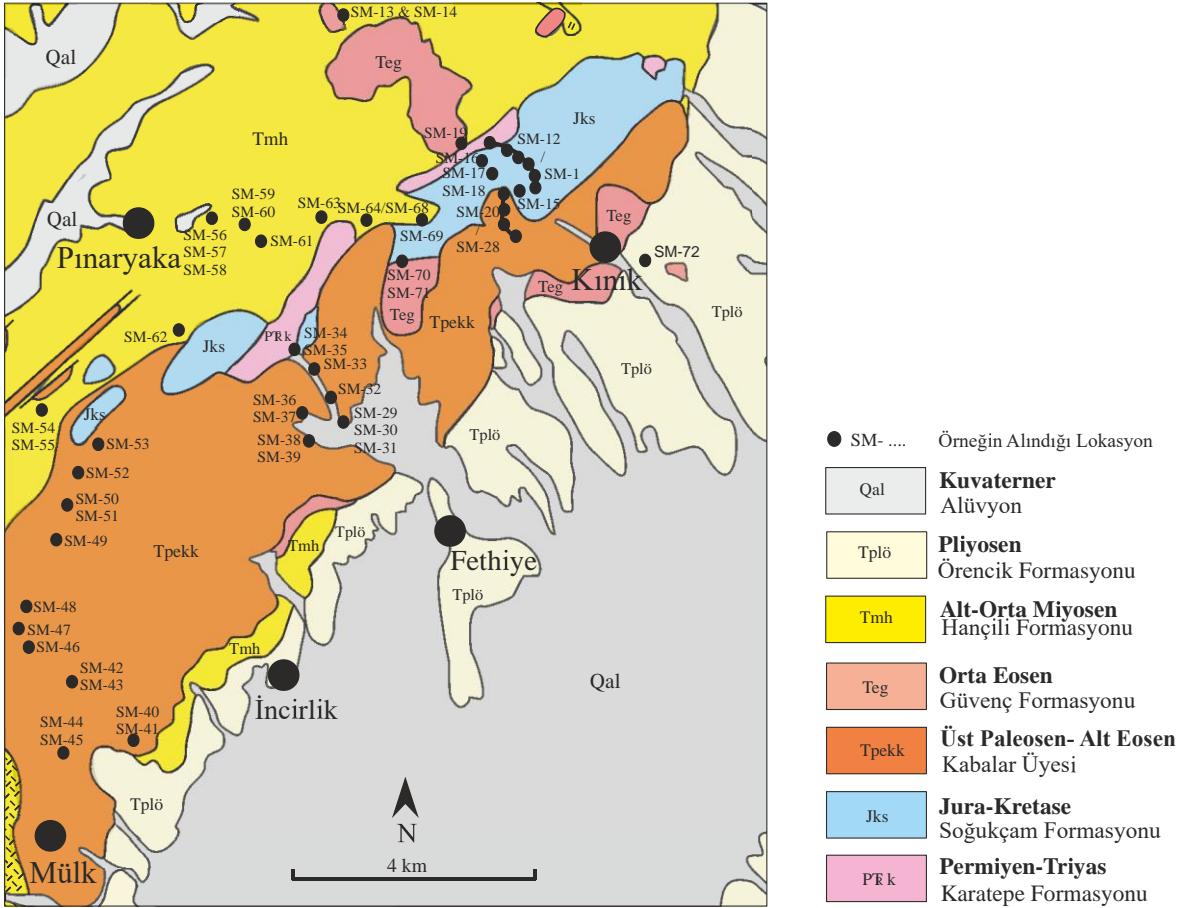 SM-13 & SM-14
Qal
Teg
Jks
Tmh
SM-19
SM-12
SM-16
SM-17
SM-1
SM-18
SM-15
SM-59
SM-60
SM-63
SM-64/SM-68
SM-20
Teg
Qal
SM-56
SM-57
SM-58
SM-61
SM-69
SM-28
Pınaryaka
Kınık
SM-72
SM-70
SM-71
Teg
Teg
Tplö
Tpekk
SM-62
Jks
PTRk
SM-34
SM-35
SM-33
Tplö
SM-32
SM-36
SM-37
SM-29
SM-30
SM-31
Jks
SM-54
SM-55
SM-53
SM-38
SM-39
Tplö
SM-52
SM-50
SM-51
SM-49
Tpekk
Tmh
Tplö
Fethiye
Tplö
SM-48
SM-47
SM-46
Tmh
SM-42
SM-43
İncirlik
Qal
SM-40
SM-41
SM-44
SM-45
Tplö
N
4 km
Mülk
SM- .... Örneğin Alındığı Lokasyon
Qal Kuvaterner
Alüvyon
Tplö Pliyosen
Örencik Formasyonu
Tmh Alt-Orta Miyosen
Hançili Formasyonu
Teg Orta Eosen
Güvenç Formasyonu
Tpekk Üst Paleosen- Alt Eosen
Kabalar Üyesi
Jks Jura-Kretase
Soğukçam Formasyonu
PTRk Permiyen-Triyas
Karatepe Formasyonu